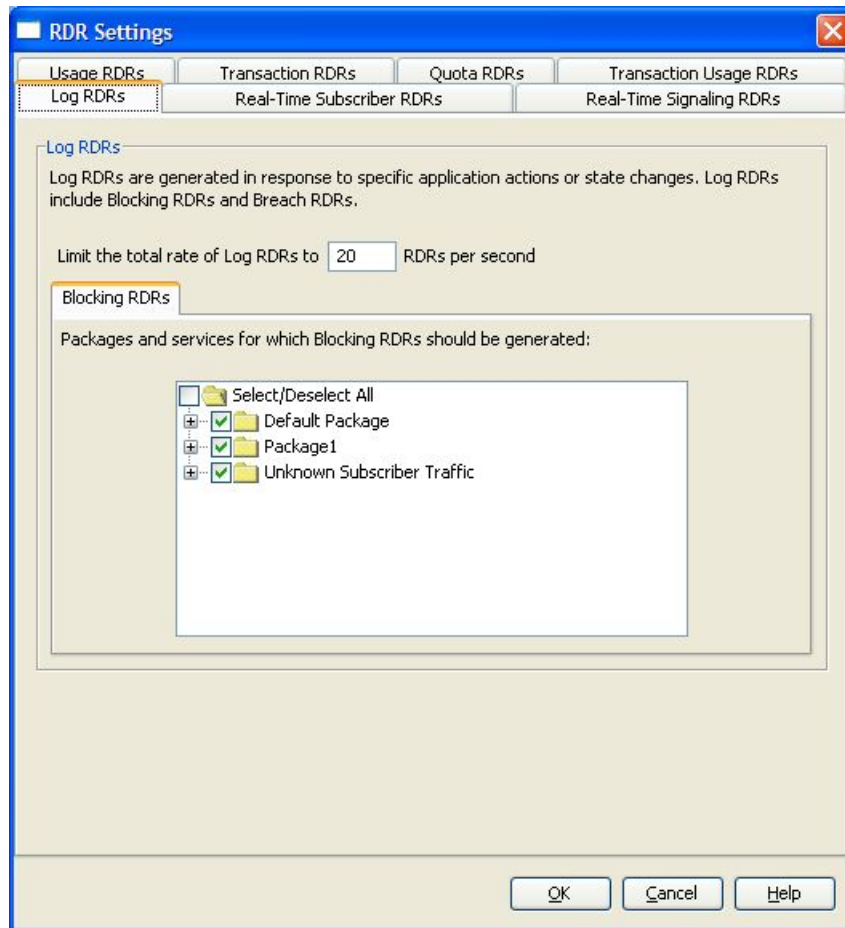 RDR Settings
Usage RDRs Transaction RDRs Quota RDRs Transaction Usage RDRs
Log RDRs Real-Time Subscriber RDRs Real-Time Signaling RDRs
Log RDRs
Log RDRs are generated in response to specific application actions or state changes. Log RDRs
include Blocking RDRs and Breach RDRs.
Limit the total rate of Log RDRs to 20 RDRs per second
Blocking RDRs
Packages and services for which Blocking RDRs should be generated:
Select/Deselect All
Default Package
Package1
Unknown Subscriber Traffic
OK Cancel Help